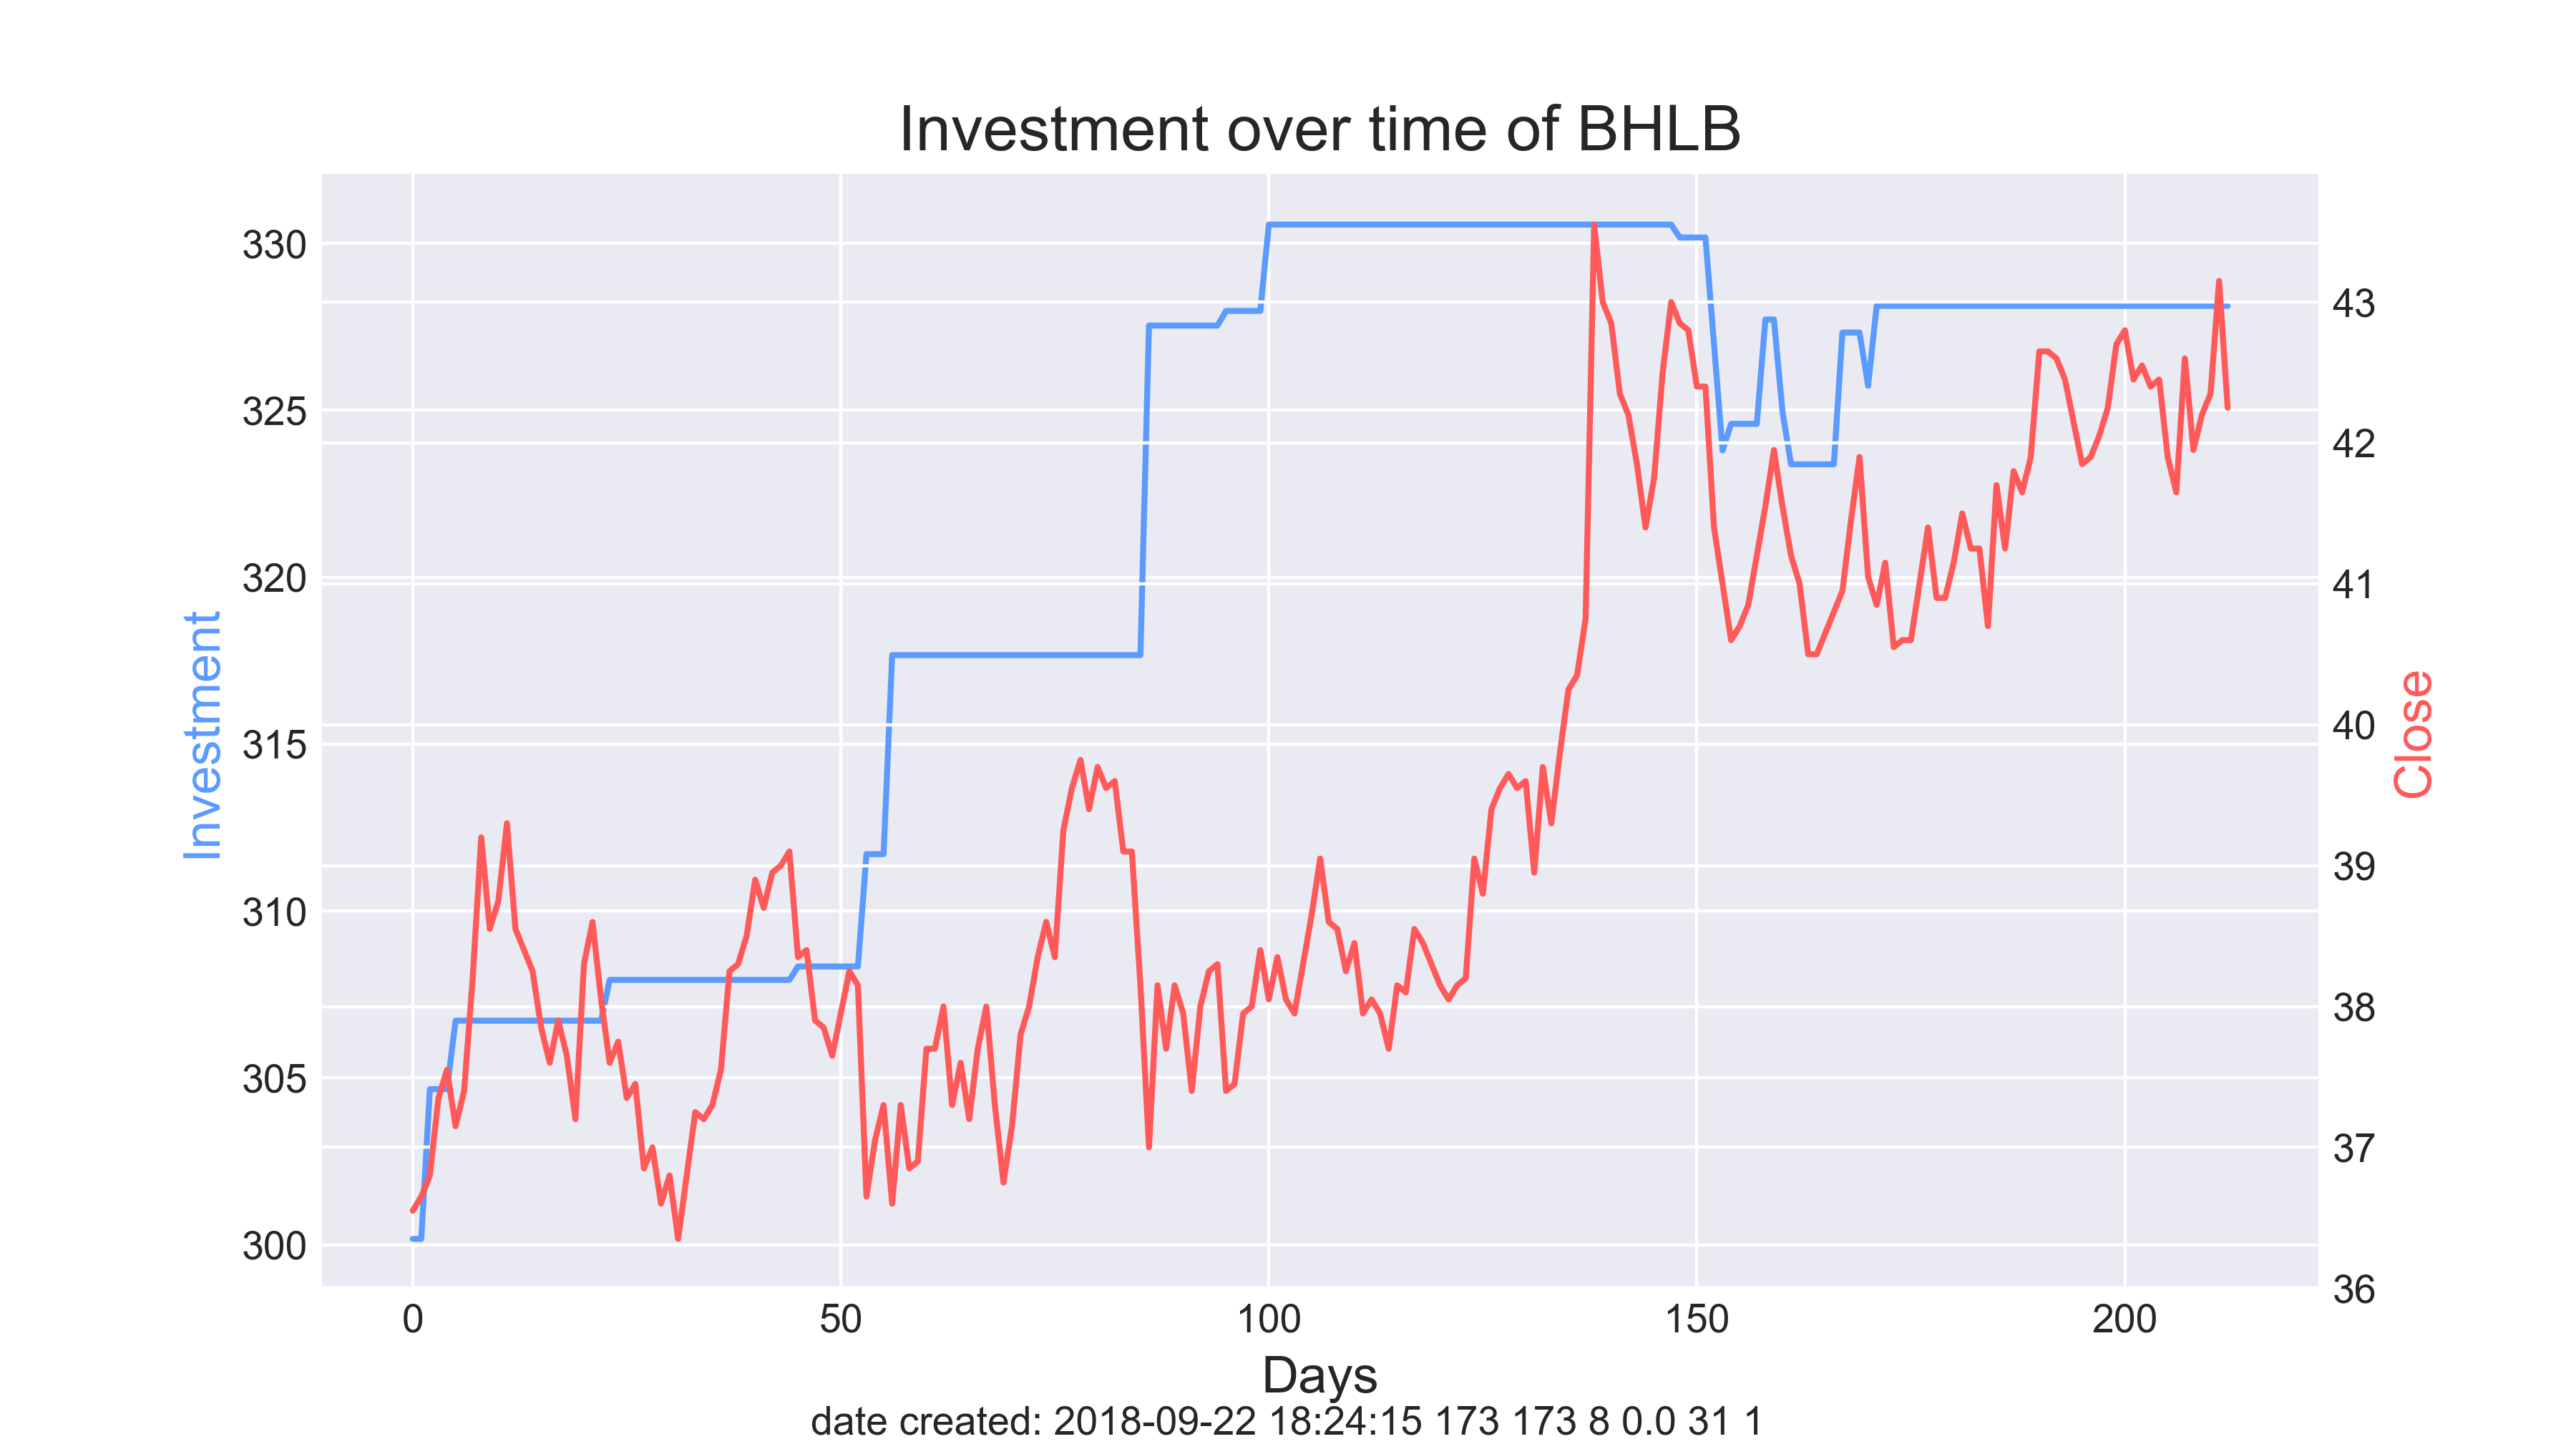 Investment over time of BHLB
330
325
320
315
310
305
300
Investment
43
42
41
40
39
38
37
36
Close
0 50 100 150 200
Days
date created: 2018-09-22 18:24:15 173 173 8 0.0 31 1